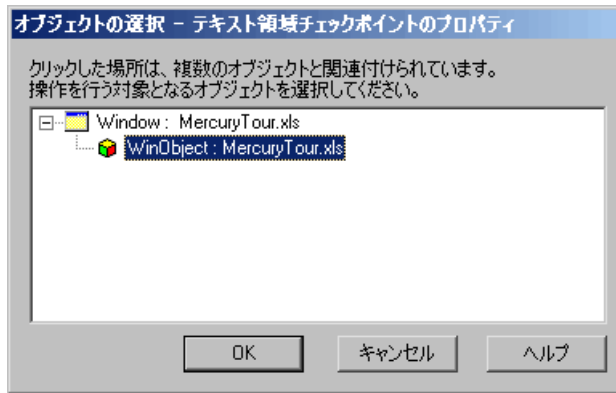 オブジェクトの選択 - テキスト領域チェックポイントのプロパティ
クリックした場所は、複数のオブジェクトと関連付けられています。
操作を行う対象となるオブジェクトを選択してください。
Window : MercuryTour.xls
WinObject : MercuryTour.xls
OK キャンセル ヘルプ